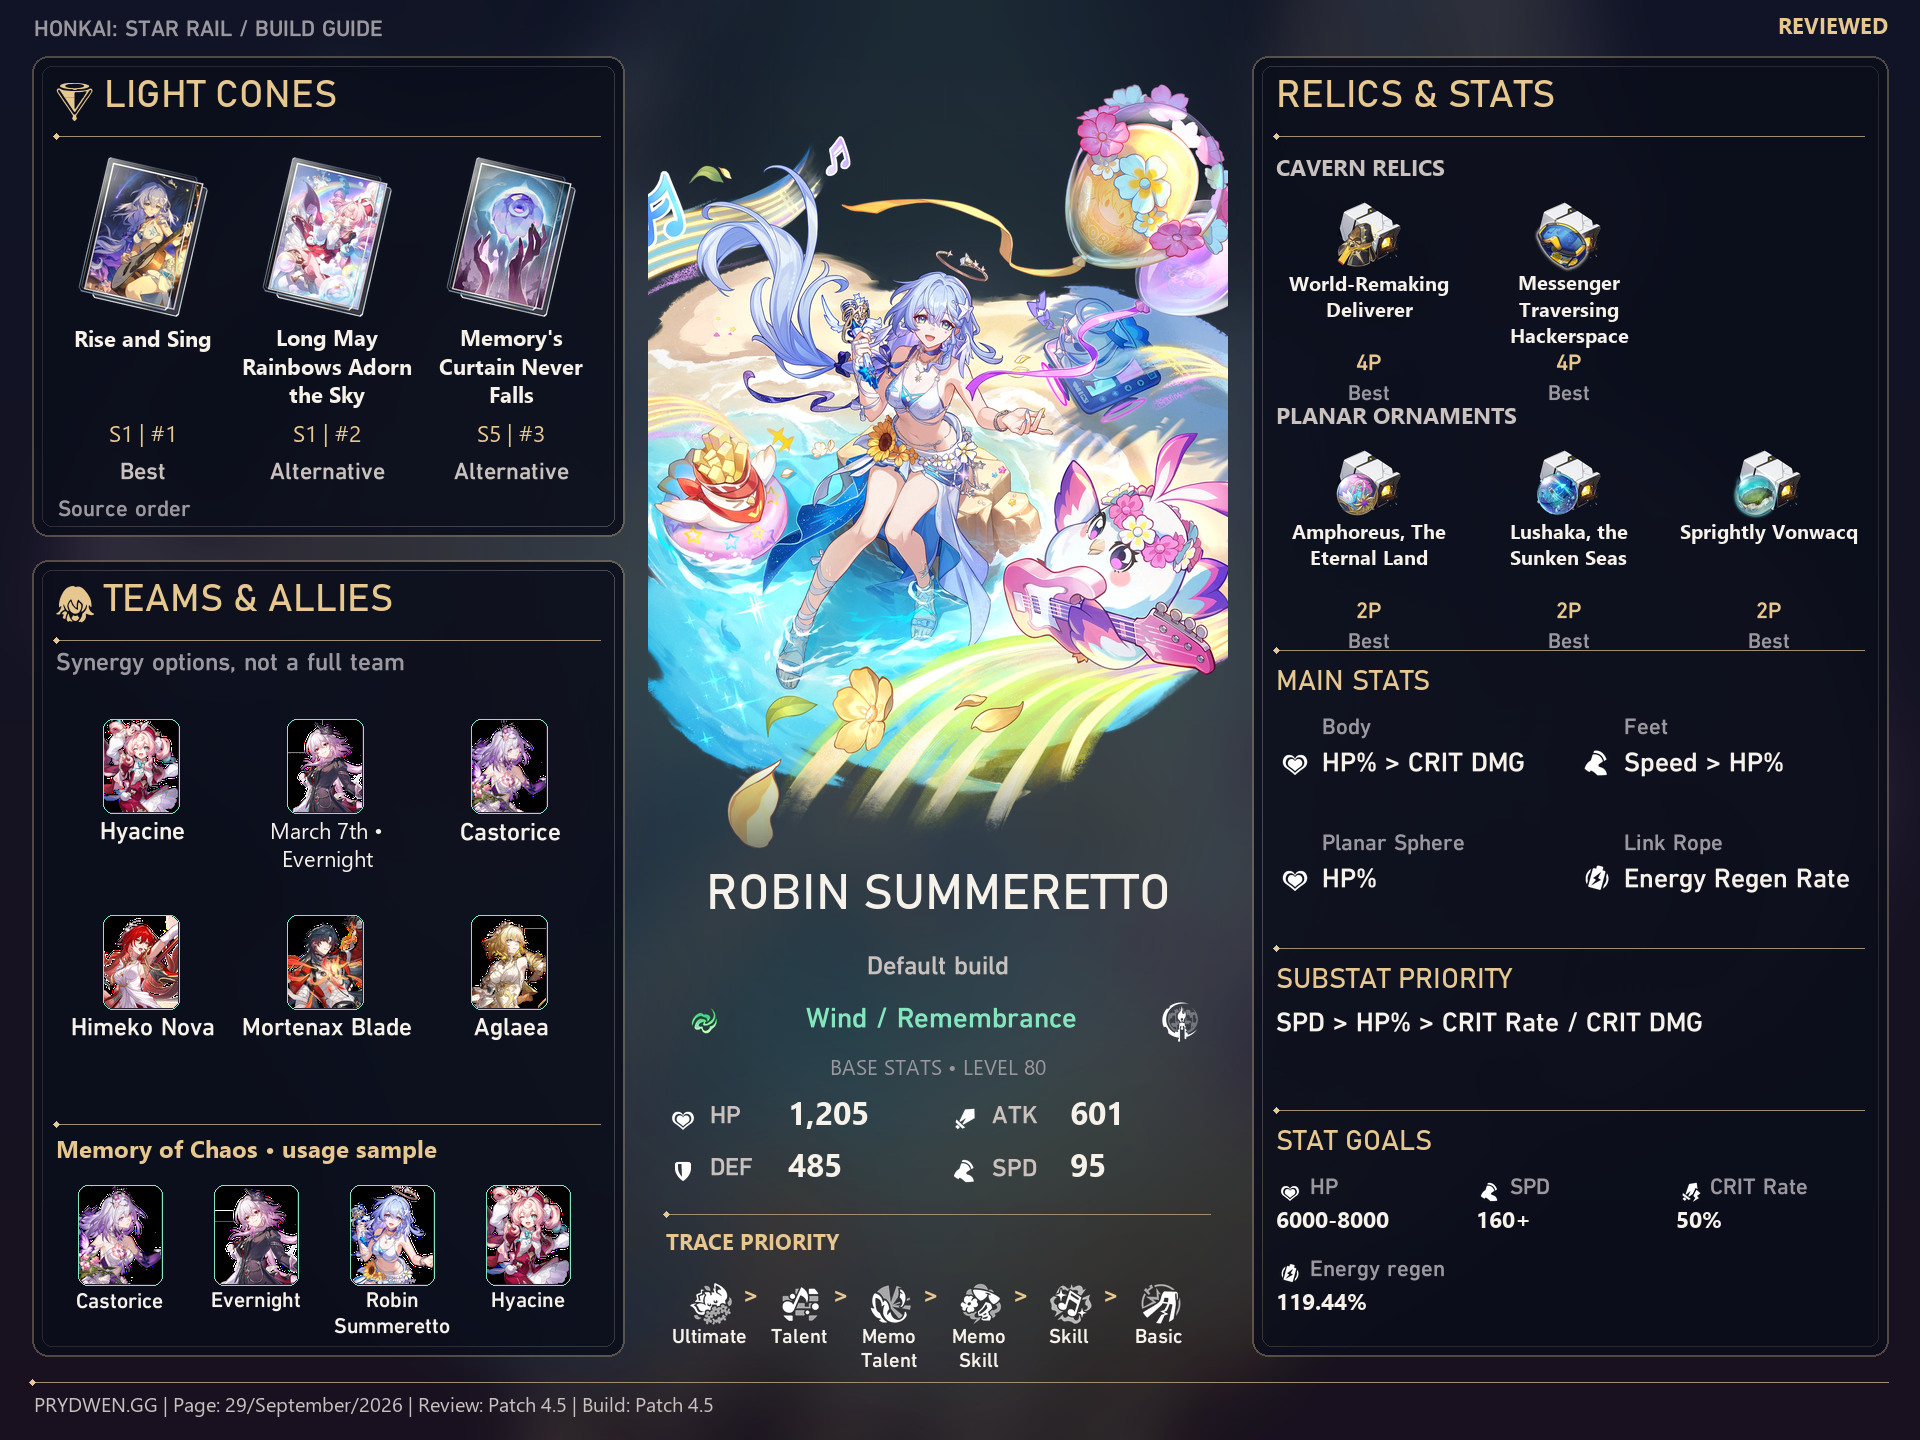 HONKAI: STAR RAIL / BUILD GUIDE
REVIEWED
LIGHT CONES
Rise and Sing
Long May
Rainbows Adorn
the Sky
Memory's
Curtain Never
Falls
S1 | #1
S1 | #2
S5 | #3
Best
Alternative
Alternative
Source order
TEAMS & ALLIES
Synergy options, not a full team
Hyacine
March 7th •
Evernight
Castorice
Himeko Nova
Mortenax Blade
Aglaea
Memory of Chaos • usage sample
Castorice
Evernight
Robin
Summeretto
Hyacine
ROBIN SUMMERETTO
Default build
Wind / Remembrance
BASE STATS • LEVEL 80
HP 1,205
ATK 601
DEF 485
SPD 95
TRACE PRIORITY
Ultimate > Talent > Memo Talent > Memo Skill > Skill > Basic
RELICS & STATS
CAVERN RELICS
World-Remaking
Deliverer
Messenger
Traversing
Hackerspace
4P
4P
Best
Best
PLANAR ORNAMENTS
Amphoreus, The
Eternal Land
Lushaka, the
Sunken Seas
Sprightly Vonwacq
2P
2P
2P
Best
Best
Best
MAIN STATS
Body
HP% > CRIT DMG
Feet
Speed > HP%
Planar Sphere
HP%
Link Rope
Energy Regen Rate
SUBSTAT PRIORITY
SPD > HP% > CRIT Rate / CRIT DMG
STAT GOALS
HP
6000-8000
SPD
160+
CRIT Rate
50%
Energy regen
119.44%
PRYDWEN.GG | Page: 29/September/2026 | Review: Patch 4.5 | Build: Patch 4.5